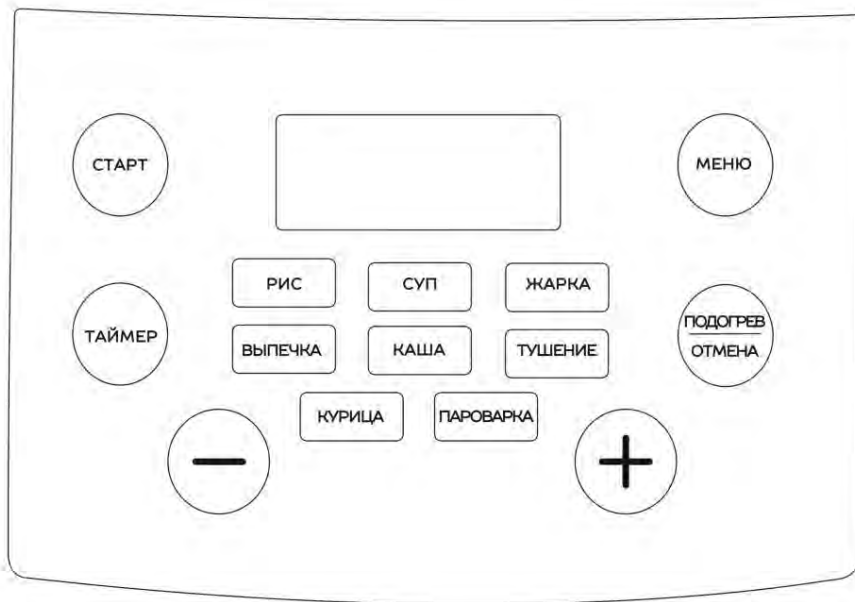 СТАРТ
МЕНЮ
РИС
СУП
ЖАРКА
ТАЙМЕР
ПОДОГРЕВ
ОТМЕНА
ВЫПЕЧКА
КАША
ТУШЕНИЕ
КУРИЦА
ПАРОВАРКА